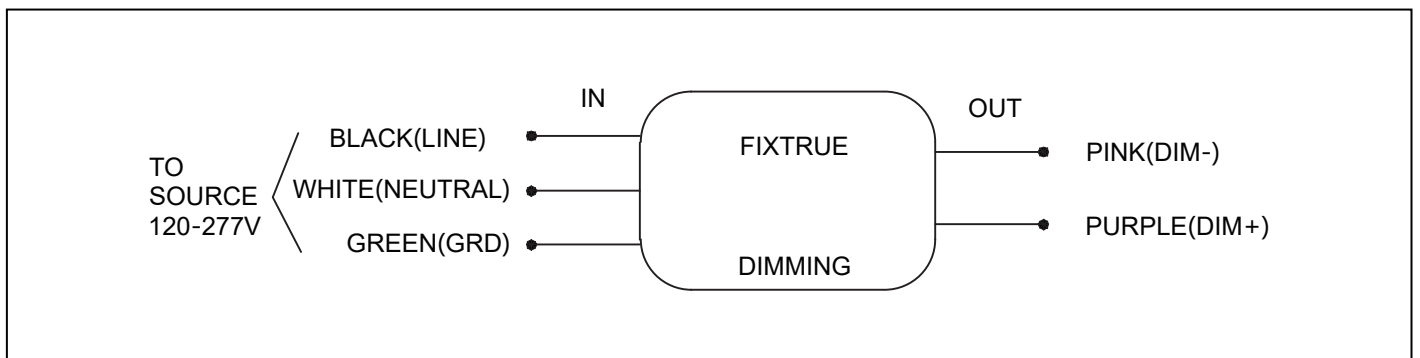 IN
OUT
TO
SOURCE
120-277V
BLACK(LINE)
WHITE(NEUTRAL)
GREEN(GRD)
FIXTRUE
DIMMING
PINK(DIM-)
PURPLE(DIM+)